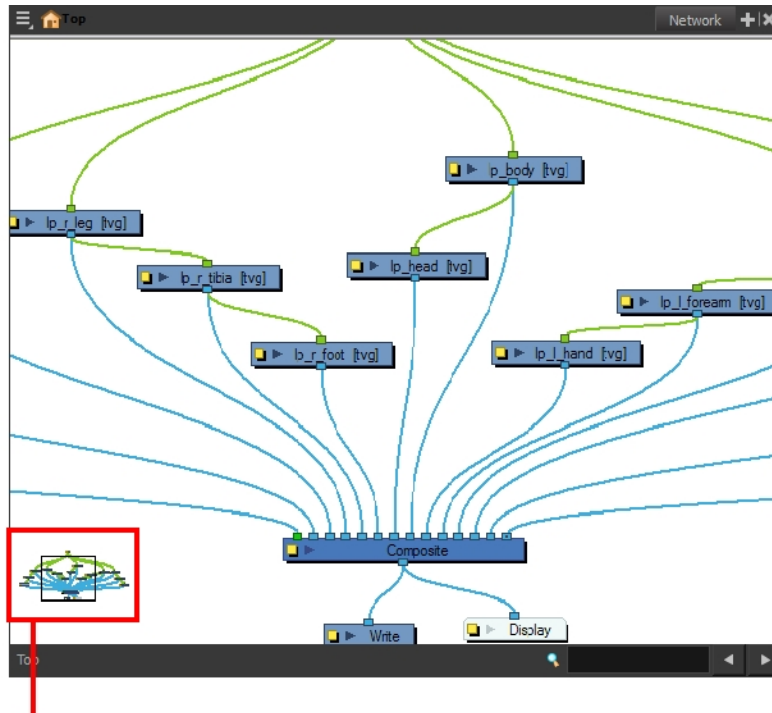 Top
Network
lp_body [tvg]
lp_r_leg [tvg]
lp_head [tvg]
lp_r_tibia [tvg]
lp_l_forearm [tvg]
lp_r_foot [tvg]
lp_l_hand [tvg]
Composite
Write
Display
Top